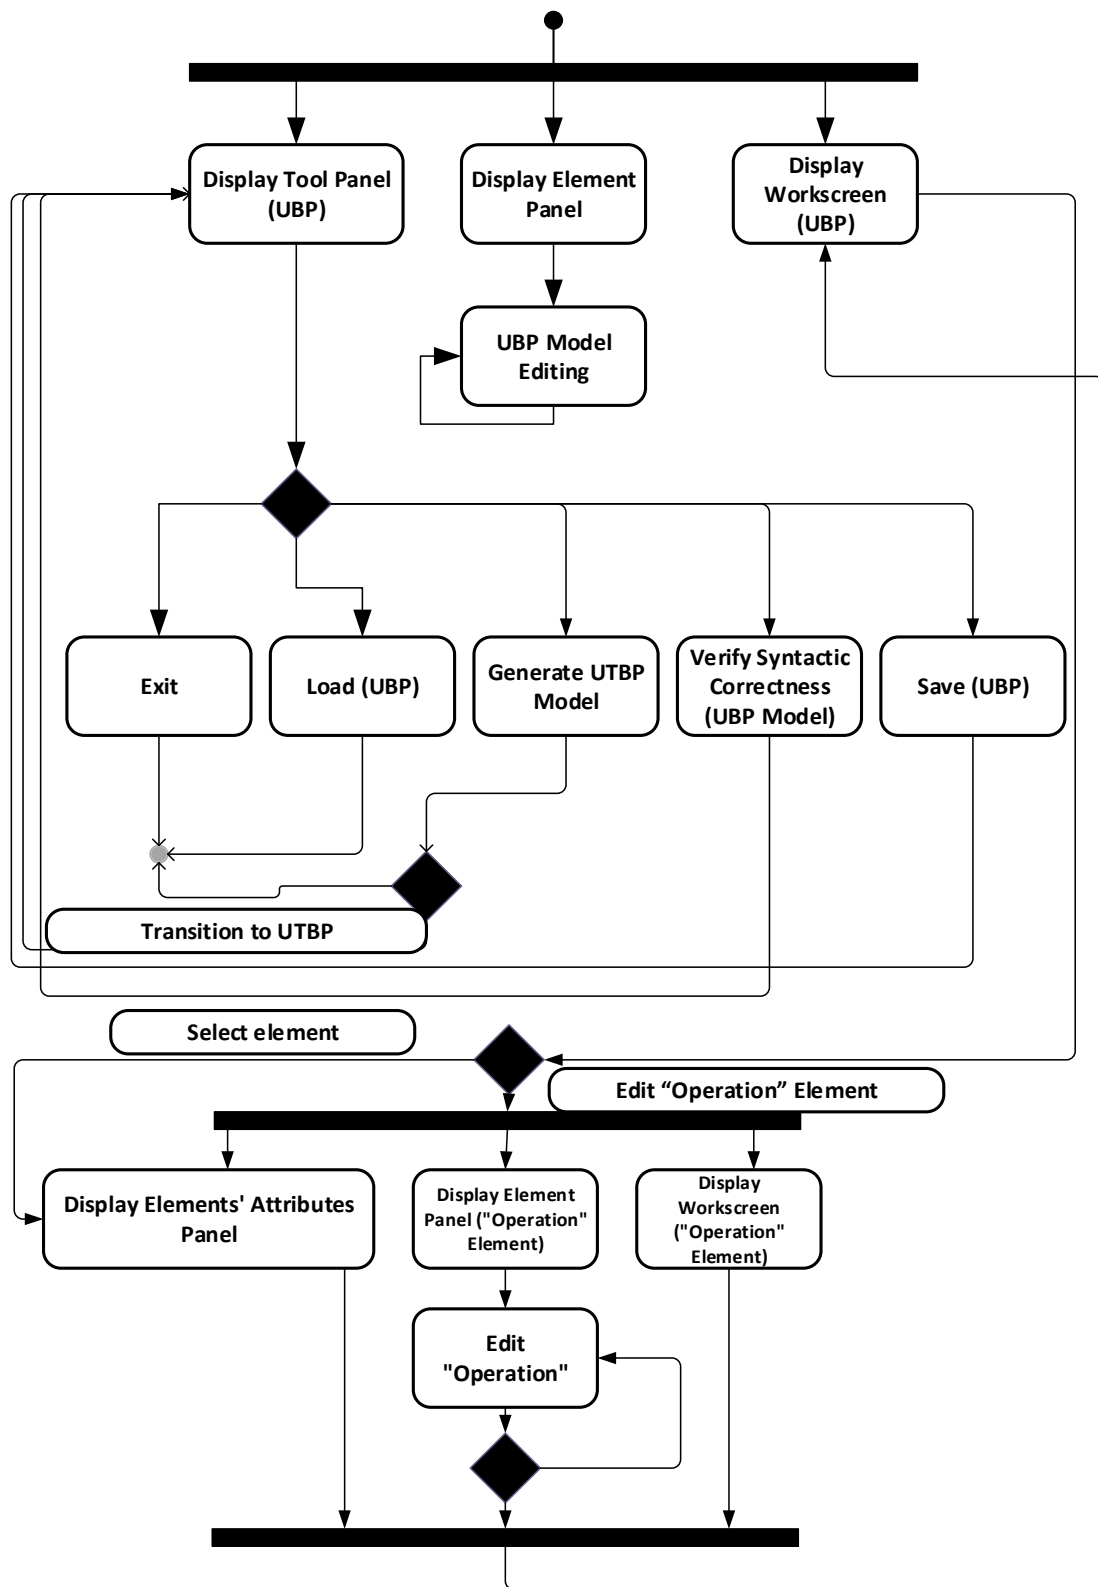 Display Tool Panel
(UBP)
Display Element
Panel
Display
Workscreen
(UBP)
UBP Model
Editing
Exit
Load (UBP)
Generate UTBP
Model
Verify Syntactic
Correctness
(UBP Model)
Save (UBP)
Transition to UTBP
Select element
Edit “Operation” Element
Display Elements' Attributes
Panel
Display Element
Panel ("Operation"
Element)
Display
Workscreen
("Operation"
Element)
Edit
"Operation"